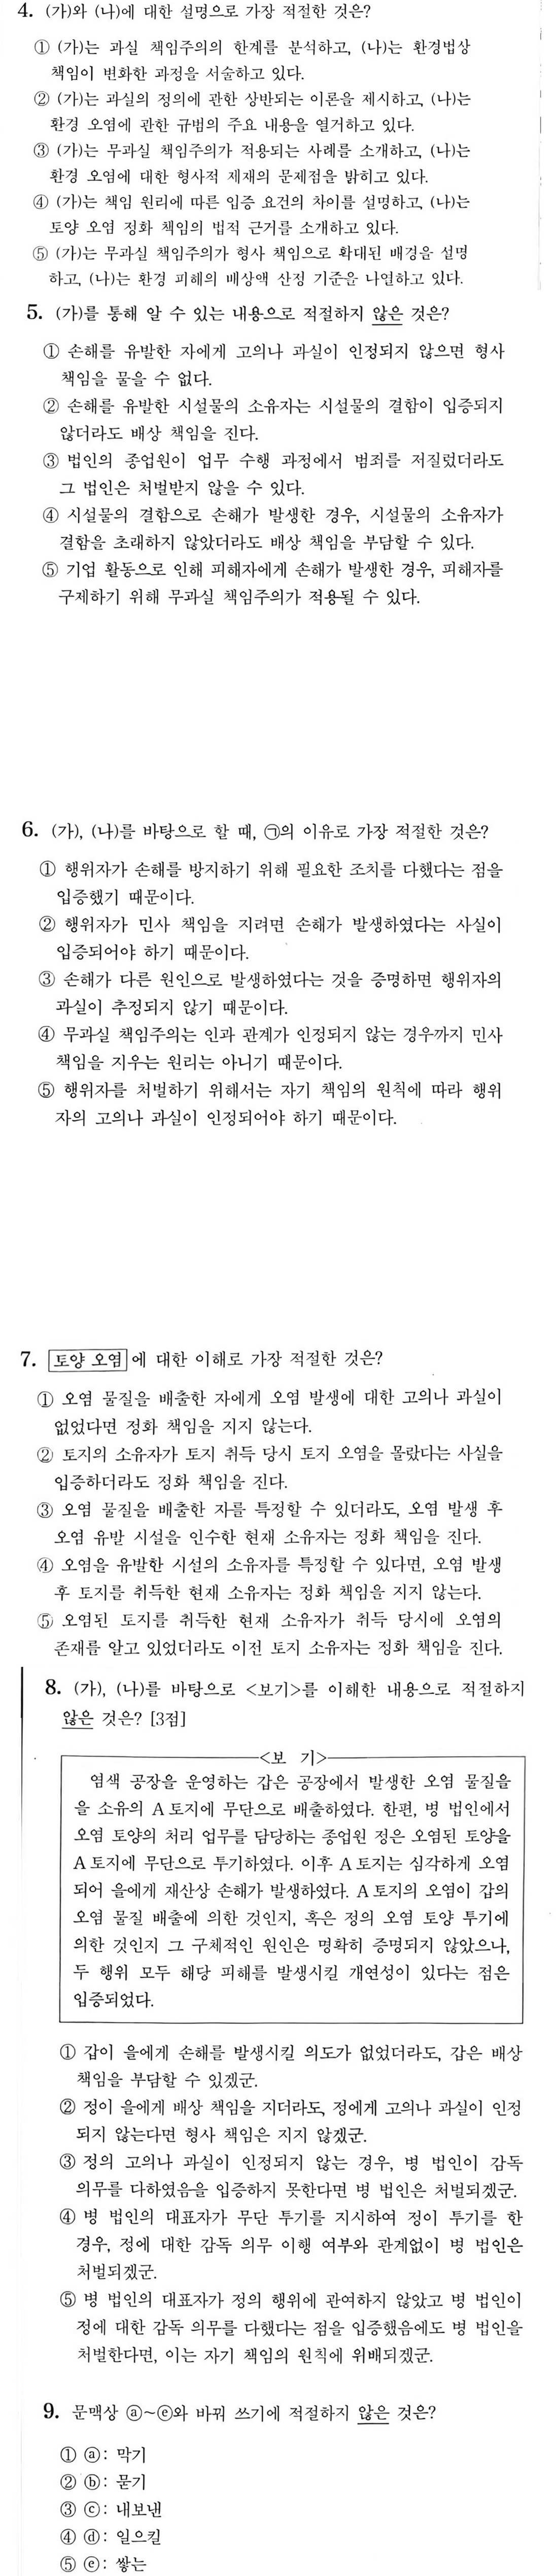 4. (가)와 (나)에 대한 설명으로 가장 적절한 것은?
① (가)는 과실 책임주의의 한계를 분석하고, (나)는 환경법상
책임이 변화한 과정을 서술하고 있다.
② (가)는 과실의 정의에 관한 상반되는 이론을 제시하고, (나)는
환경 오염에 관한 규범의 주요 내용을 열거하고 있다.
③ (가)는 무과실 책임주의가 적용되는 사례를 소개하고, (나)는
환경 오염에 대한 형사적 제재의 문제점을 밝히고 있다.
④ (가)는 책임 원리에 따른 입증 요건의 차이를 설명하고, (나)는
토양 오염 정화 책임의 법적 근거를 소개하고 있다.
⑤ (가)는 무과실 책임주의가 형사 책임으로 확대된 배경을 설명
하고, (나)는 환경 피해의 배상액 산정 기준을 나열하고 있다.
5. (가)를 통해 알 수 있는 내용으로 적절하지 않은 것은?
① 손해를 유발한 자에게 고의나 과실이 인정되지 않으면 형사
책임을 물을 수 없다.
② 손해를 유발한 시설물의 소유자는 시설물의 결함이 입증되지
않더라도 배상 책임을 진다.
③ 법인의 종업원이 업무 수행 과정에서 범죄를 저질렀더라도
그 법인은 처벌받지 않을 수 있다.
④ 시설물의 결함으로 손해가 발생한 경우, 시설물의 소유자가
결함을 초래하지 않았더라도 배상 책임을 부담할 수 있다.
⑤ 기업 활동으로 인해 피해자에게 손해가 발생한 경우, 피해자를
구제하기 위해 무과실 책임주의가 적용될 수 있다.
6. (가), (나)를 바탕으로 할 때, ㉠의 이유로 가장 적절한 것은?
① 행위자가 손해를 방지하기 위해 필요한 조치를 다했다는 점을
입증했기 때문이다.
② 행위자가 민사 책임을 지려면 손해가 발생하였다는 사실이
입증되어야 하기 때문이다.
③ 손해가 다른 원인으로 발생하였다는 것을 증명하면 행위자의
과실이 추정되지 않기 때문이다.
④ 무과실 책임주의는 인과 관계가 인정되지 않는 경우까지 민사
책임을 지우는 원리는 아니기 때문이다.
⑤ 행위자를 처벌하기 위해서는 자기 책임의 원칙에 따라 행위
자의 고의나 과실이 인정되어야 하기 때문이다.
7. 토양 오염에 대한 이해로 가장 적절한 것은?
① 오염 물질을 배출한 자에게 오염 발생에 대한 고의나 과실이
없었다면 정화 책임을 지지 않는다.
② 토지의 소유자가 토지 취득 당시 토지 오염을 몰랐다는 사실을
입증하더라도 정화 책임을 진다.
③ 오염 물질을 배출한 자를 특정할 수 있더라도, 오염 발생 후
오염 유발 시설을 인수한 현재 소유자는 정화 책임을 진다.
④ 오염을 유발한 시설의 소유자를 특정할 수 있다면, 오염 발생
후 토지를 취득한 현재 소유자는 정화 책임을 지지 않는다.
⑤ 오염된 토지를 취득한 현재 소유자가 취득 당시에 오염의
존재를 알고 있었더라도 이전 토지 소유자는 정화 책임을 진다.
8. (가), (나)를 바탕으로 <보기>를 이해한 내용으로 적절하지
않은 것은? [3점]
<보 기>
염색 공장을 운영하는 갑은 공장에서 발생한 오염 물질을
을 소유의 A 토지에 무단으로 배출하였다. 한편, 병 법인에서
오염 토양의 처리 업무를 담당하는 종업원 정은 오염된 토양을
A 토지에 무단으로 투기하였다. 이후 A 토지는 심각하게 오염
되어 을에게 재산상 손해가 발생하였다. A 토지의 오염이 갑의
오염 물질 배출에 의한 것인지, 혹은 정의 오염 토양 투기에
의한 것인지 그 구체적인 원인은 명확히 증명되지 않았으나,
두 행위 모두 해당 피해를 발생시킬 개연성이 있다는 점은
입증되었다.
① 갑이 을에게 손해를 발생시킬 의도가 없었더라도, 갑은 배상
책임을 부담할 수 있겠군.
② 정이 을에게 배상 책임을 지더라도, 정에게 고의나 과실이 인정
되지 않는다면 형사 책임은 지지 않겠군.
③ 정의 고의나 과실이 인정되지 않는 경우, 병 법인이 감독
의무를 다하였음을 입증하지 못한다면 병 법인은 처벌되겠군.
④ 병 법인의 대표자가 무단 투기를 지시하여 정이 투기를 한
경우, 정에 대한 감독 의무 이행 여부와 관계없이 병 법인은
처벌되겠군.
⑤ 병 법인의 대표자가 정의 행위에 관여하지 않았고 병 법인이
정에 대한 감독 의무를 다했다는 점을 입증했음에도 병 법인을
처벌한다면, 이는 자기 책임의 원칙에 위배되겠군.
9. 문맥상 ⓐ~ⓔ와 바꿔 쓰기에 적절하지 않은 것은?
① ⓐ: 막기
② ⓑ: 묻기
③ ⓒ: 내보낸
④ ⓓ: 일으킬
⑤ ⓔ: 쌓는